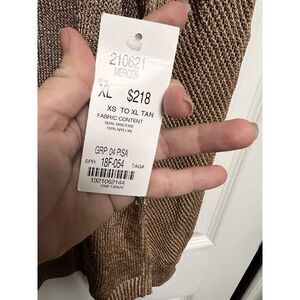 210621
MERCER
XL $218
XS TO XL TAN
FABRIC CONTENT
90% VISCOSE
10% NYLON
GRP 04 PISA
SPR 18F-054 TAG#
1321062144